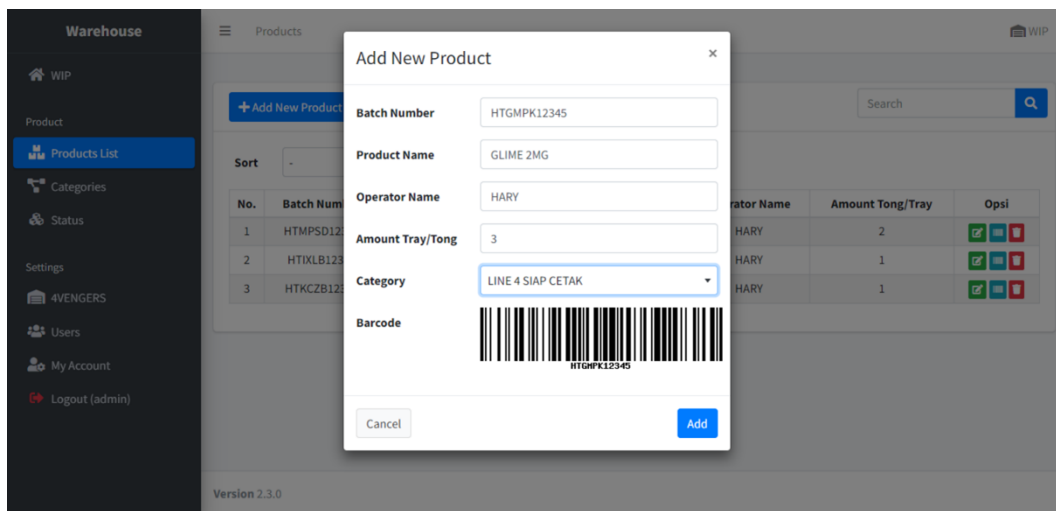 Warehouse
Products
WIP
WIP
Product
Products List
Categories
Status
Settings
4VENGERS
Users
My Account
Logout (admin)
Add New Product
Search
Sort
-
No. Batch Num rator Name Amount Tong/Tray Opsi
1 HTMPSD12 HARY 2
2 HTIXLB123 HARY 1
3 HTKCZB123 HARY 1
Add New Product ×
Batch Number HTGMPK12345
Product Name GLIME 2MG
Operator Name HARY
Amount Tray/Tong 3
Category LINE 4 SIAP CETAK
Barcode
HTGMPK12345
Cancel Add
Version 2.3.0